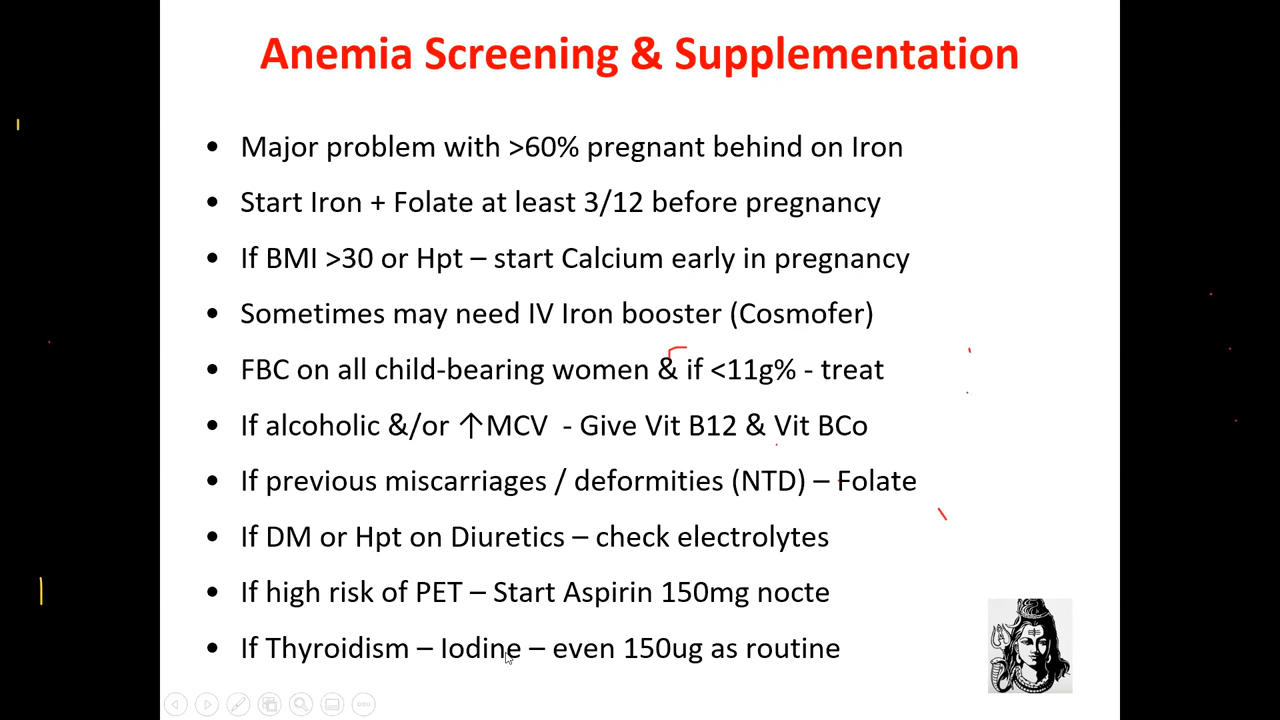 Anemia Screening & Supplementation
• Major problem with >60% pregnant behind on Iron
• Start Iron + Folate at least 3/12 before pregnancy
• If BMI >30 or Hpt – start Calcium early in pregnancy
• Sometimes may need IV Iron booster (Cosmofer)
• FBC on all child-bearing women & if <11g% - treat
• If alcoholic &/or ↑MCV - Give Vit B12 & Vit BCo
• If previous miscarriages / deformities (NTD) – Folate
• If DM or Hpt on Diuretics – check electrolytes
• If high risk of PET – Start Aspirin 150mg nocte
• If Thyroidism – Iodine – even 150ug as routine